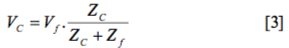 V_C = V_f . Z_C / (Z_C + Z_f) [3]